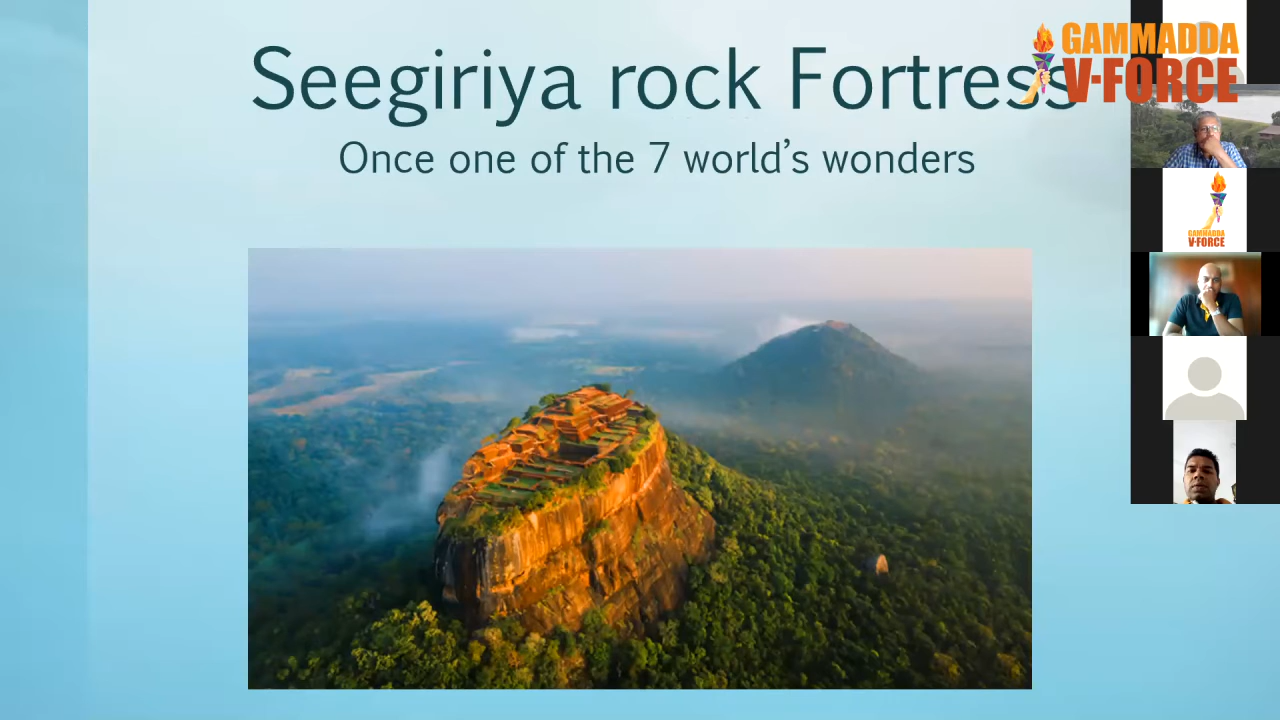 Seegiriya rock Fortress
Once one of the 7 world's wonders
GAMMADDA
V-FORCE
GAMMADDA
V-FORCE